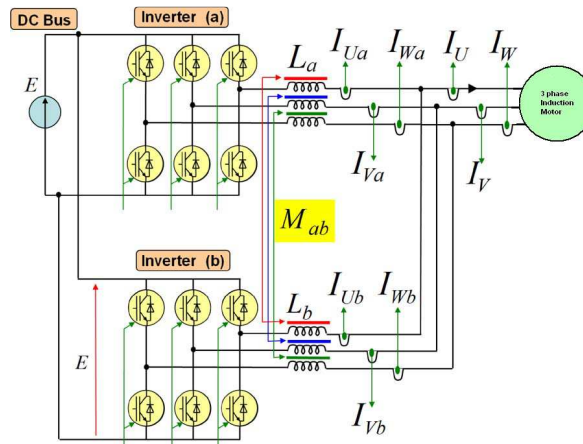 DC Bus
Inverter (a)
E
L_a
I_Ua
I_Wa
I_U
I_W
3 phase
Induction
Motor
I_Va
I_V
M_ab
Inverter (b)
E
L_b
I_Ub
I_Wb
I_Vb